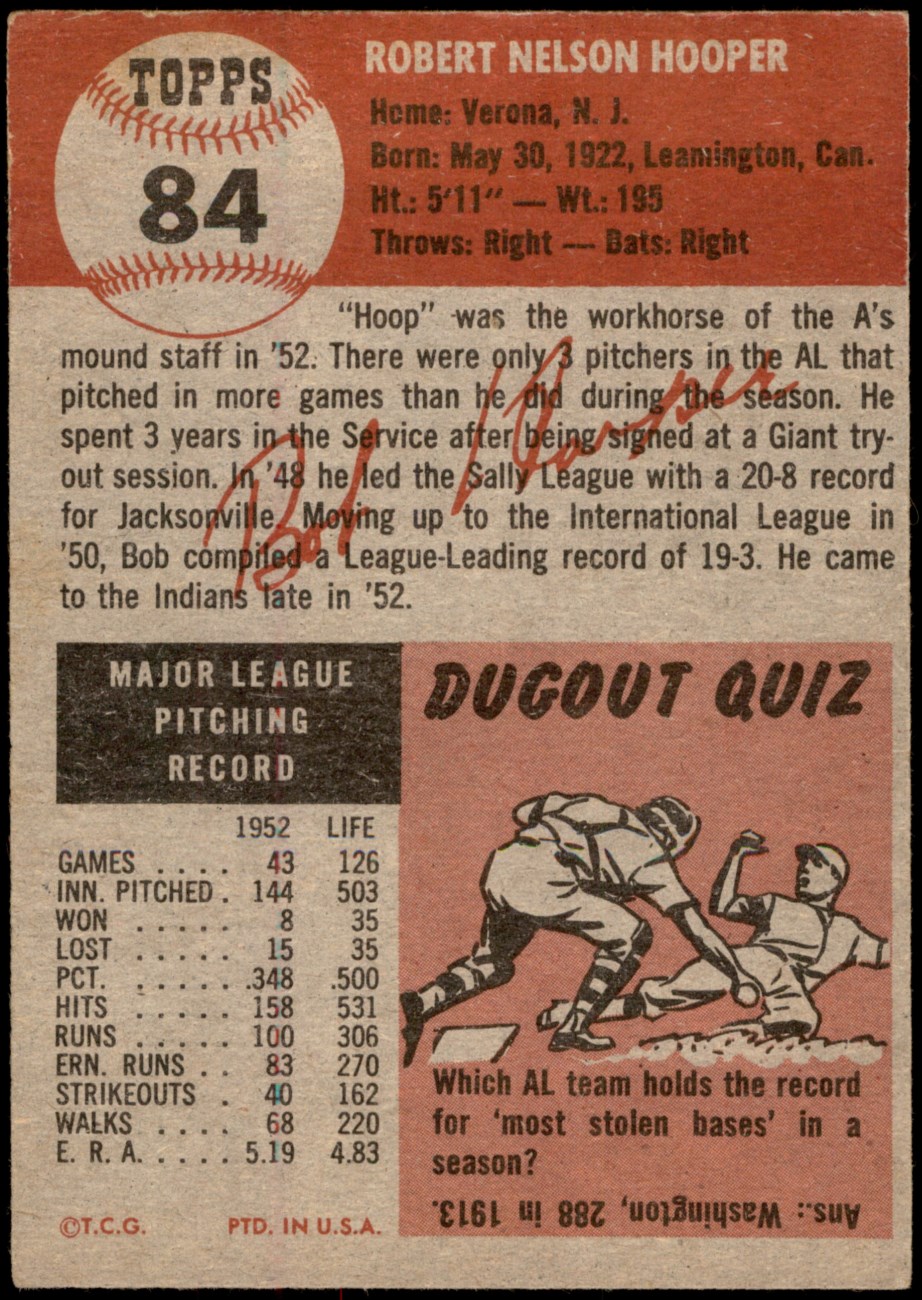 TOPPS
84
ROBERT NELSON HOOPER
Home: Verona, N. J.
Born: May 30, 1922, Leamington, Can.
Ht.: 5'11" — Wt.: 195
Throws: Right — Bats: Right
"Hoop" was the workhorse of the A's
mound staff in '52. There were only 3 pitchers in the AL that
pitched in more games than he did during the season. He
spent 3 years in the Service after being signed at a Giant try-
out session. In '48 he led the Sally League with a 20-8 record
for Jacksonville. Moving up to the International League in
'50, Bob compiled a League-Leading record of 19-3. He came
to the Indians late in '52.
Bob Hooper
MAJOR LEAGUE
PITCHING
RECORD
1952 LIFE
GAMES . . . . 43 126
INN. PITCHED . 144 503
WON . . . . . 8 35
LOST . . . . . 15 35
PCT. . . . . . .348 .500
HITS . . . . . 158 531
RUNS . . . . . 100 306
ERN. RUNS . . 83 270
STRIKEOUTS . 40 162
WALKS . . . . 68 220
E. R. A. . . . . 5.19 4.83
©T.C.G. PTD. IN U.S.A.
DUGOUT QUIZ
Which AL team holds the record
for 'most stolen bases' in a
season?
Ans.: Washington, 288 in 1913.